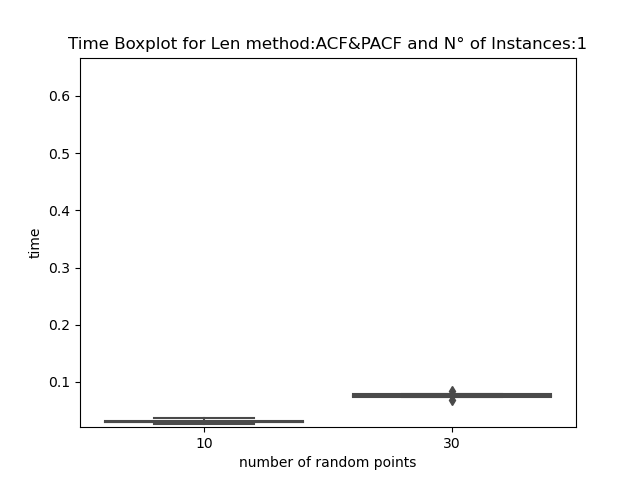 Time Boxplot for Len method:ACF&PACF and N° of Instances:1
0.6
0.5
0.4
0.3
0.2
0.1
time
10 30
number of random points